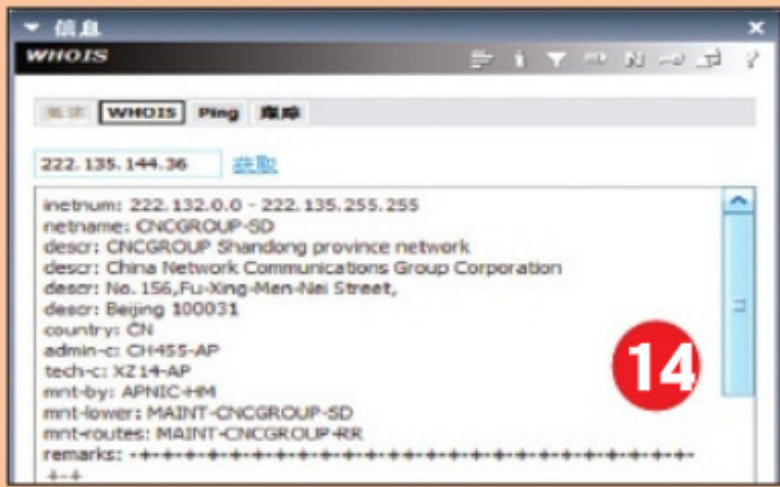 信息
WHOIS
WHOIS Ping 跟踪
222.135.144.36 获取
inetnum: 222.132.0.0 - 222.135.255.255
netname: CNCGROUP-SD
descr: CNCGROUP Shandong province network
descr: China Network Communications Group Corporation
descr: No. 156,Fu-Xing-Men-Nei Street,
descr: Beijing 100031
country: CN
admin-c: CH455-AP
tech-c: XZ14-AP
mnt-by: APNIC-HM
mnt-lower: MAINT-CNCGROUP-SD
mnt-routes: MAINT-CNCGROUP-RR
remarks: -+-+-+-+-+-+-+-+-+-+-+-+-+-+-+-+-+-+-+-+-+-+-+-
+-+
14